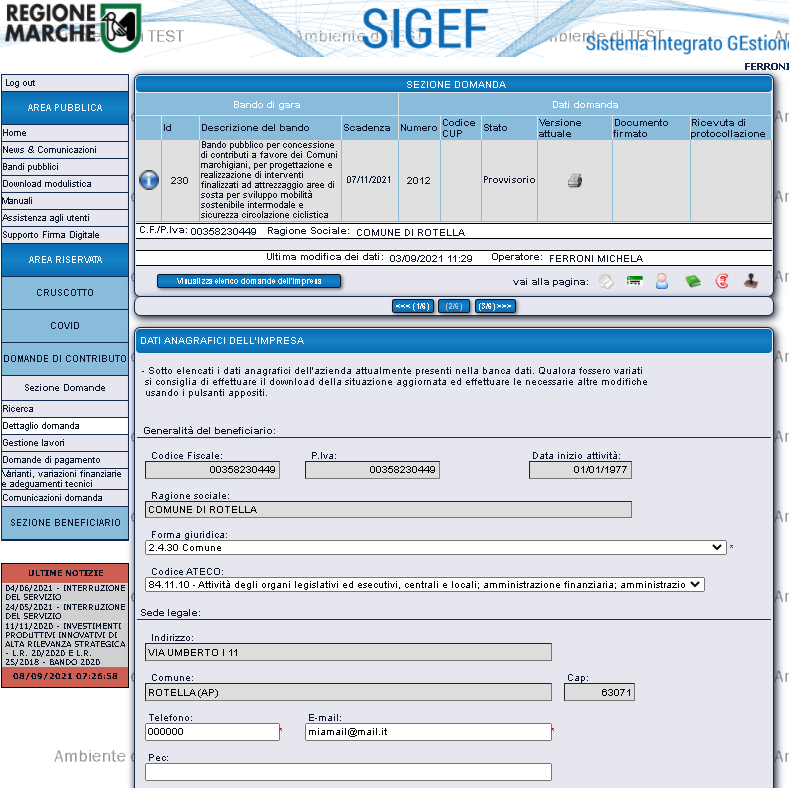 REGIONE
MARCHE
SIGEF
Ambiente di TEST
Sistema Integrato GEstion
FERRONI
Log out
AREA PUBBLICA
Home
News & Comunicazioni
Bandi pubblici
Download modulistica
Manuali
Assistenza agli utenti
Supporto Firma Digitale
AREA RISERVATA
CRUSCOTTO
COVID
DOMANDE DI CONTRIBUTO
Sezione Domande
Ricerca
Dettaglio domanda
Gestione lavori
Domande di pagamento
Varianti, variazioni finanziarie
e adeguamenti tecnici
Comunicazioni domanda
SEZIONE BENEFICIARIO
ULTIME NOTIZIE
04/06/2021 - INTERRUZIONE
DEL SERVIZIO
24/05/2021 - INTERRUZIONE
DEL SERVIZIO
11/11/2020 - INVESTIMENTI
PRODUTTIVI INNOVATIVI DI
ALTA RILEVANZA STRATEGICA
- L.R. 20/2020 E L.R.
25/2018 - BANDO 2020
08/09/2021 07:26:58
SEZIONE DOMANDA
Bando di gara Dati domanda
Id Descrizione del bando Scadenza Numero Codice CUP Stato Versione attuale Documento firmato Ricevuta di protocollazione
230 Bando pubblico per concessione
di contributi a favore dei Comuni
marchigiani, per progettazione e
realizzazione di interventi
finalizzati ad attrezzaggio aree di
sosta per sviluppo mobilità
sostenibile intermodale e
sicurezza circolazione ciclistica
07/11/2021 2012 Provvisorio
C.F./P.Iva: 00358230449 Ragione Sociale: COMUNE DI ROTELLA
Ultima modifica dei dati: 03/09/2021 11:29 Operatore: FERRONI MICHELA
Visualizza elenco domande dell'impresa vai alla pagina:
<<< (1/6) (2/6) (3/6) >>>
DATI ANAGRAFICI DELL'IMPRESA
- Sotto elencati i dati anagrafici dell'azienda attualmente presenti nella banca dati. Qualora fossero variati
si consiglia di effettuare il download della situazione aggiornata ed effettuare le necessarie altre modifiche
usando i pulsanti appositi.
Generalità del beneficiario:
Codice Fiscale: P.Iva: Data inizio attività:
00358230449 00358230449 01/01/1977
Ragione sociale:
COMUNE DI ROTELLA
Forma giuridica:
2.4.30 Comune *
Codice ATECO:
84.11.10 - Attività degli organi legislativi ed esecutivi, centrali e locali; amministrazione finanziaria; amministrazio
Sede legale:
Indirizzo:
VIA UMBERTO I 11
Comune: Cap:
ROTELLA (AP) 63071
Telefono: E-mail:
000000 * miamail@mail.it *
Pec:
Ambiente